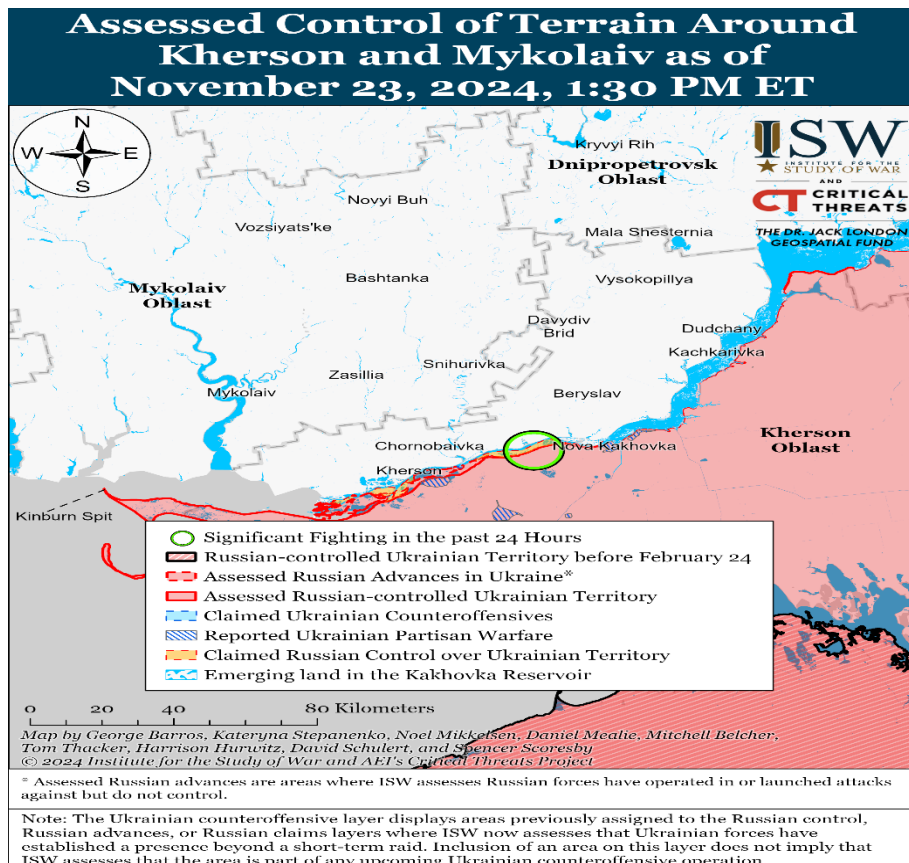 Assessed Control of Terrain Around
Kherson and Mykolaiv as of
November 23, 2024, 1:30 PM ET
N
W
E
S
ISW
INSTITUTE FOR THE
STUDY OF WAR
AND
CT CRITICAL
THREATS
THE DR. JACK LONDON
GEOSPATIAL FUND
Kryvyi Rih
Dnipropetrovsk
Oblast
Novyi Buh
Vozsiyats'ke
Mala Shesternia
Bashtanka
Vysokopillya
Mykolaiv
Oblast
Davydiv
Brid
Dudchany
Kachkarivka
Snihurivka
Zasillia
Mykolaiv
Beryslav
Chornobaivka
Nova Kakhovka
Kherson
Oblast
Kherson
Kinburn Spit
Significant Fighting in the past 24 Hours
Russian-controlled Ukrainian Territory before February 24
Assessed Russian Advances in Ukraine*
Assessed Russian-controlled Ukrainian Territory
Claimed Ukrainian Counteroffensives
Reported Ukrainian Partisan Warfare
Claimed Russian Control over Ukrainian Territory
Emerging land in the Kakhovka Reservoir
0 20 40 80 Kilometers
Map by George Barros, Kateryna Stepanenko, Noel Mikkelsen, Daniel Mealie, Mitchell Belcher,
Tom Thacker, Harrison Hurwitz, David Schulert, and Spencer Scoresby
© 2024 Institute for the Study of War and AEI's Critical Threats Project
* Assessed Russian advances are areas where ISW assesses Russian forces have operated in or launched attacks
against but do not control.
Note: The Ukrainian counteroffensive layer displays areas previously assigned to the Russian control,
Russian advances, or Russian claims layers where ISW now assesses that Ukrainian forces have
established a presence beyond a short-term raid. Inclusion of an area on this layer does not imply that
ISW assesses that the area is part of any upcoming Ukrainian counteroffensive operation